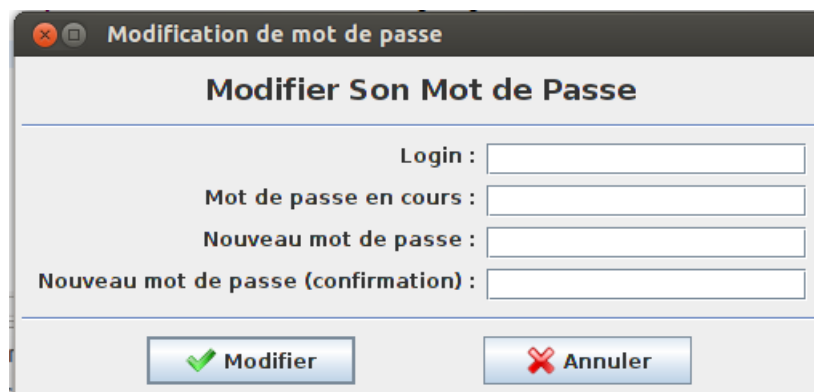 Modification de mot de passe
Modifier Son Mot de Passe
Login :
Mot de passe en cours :
Nouveau mot de passe :
Nouveau mot de passe (confirmation) :
Modifier Annuler